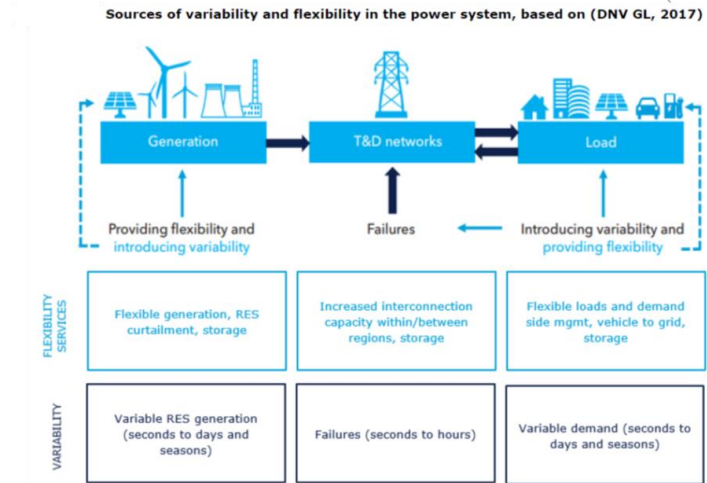 Sources of variability and flexibility in the power system, based on (DNV GL, 2017)
Generation
T&D networks
Load
Providing flexibility and
introducing variability
Failures
Introducing variability and
providing flexibility
FLEXIBILITY
SERVICES
Flexible generation, RES
curtailment, storage
Increased interconnection
capacity within/between
regions, storage
Flexible loads and demand
side mgmt, vehicle to grid,
storage
VARIABILITY
Variable RES generation
(seconds to days and
seasons)
Failures (seconds to hours)
Variable demand (seconds to
days and seasons)